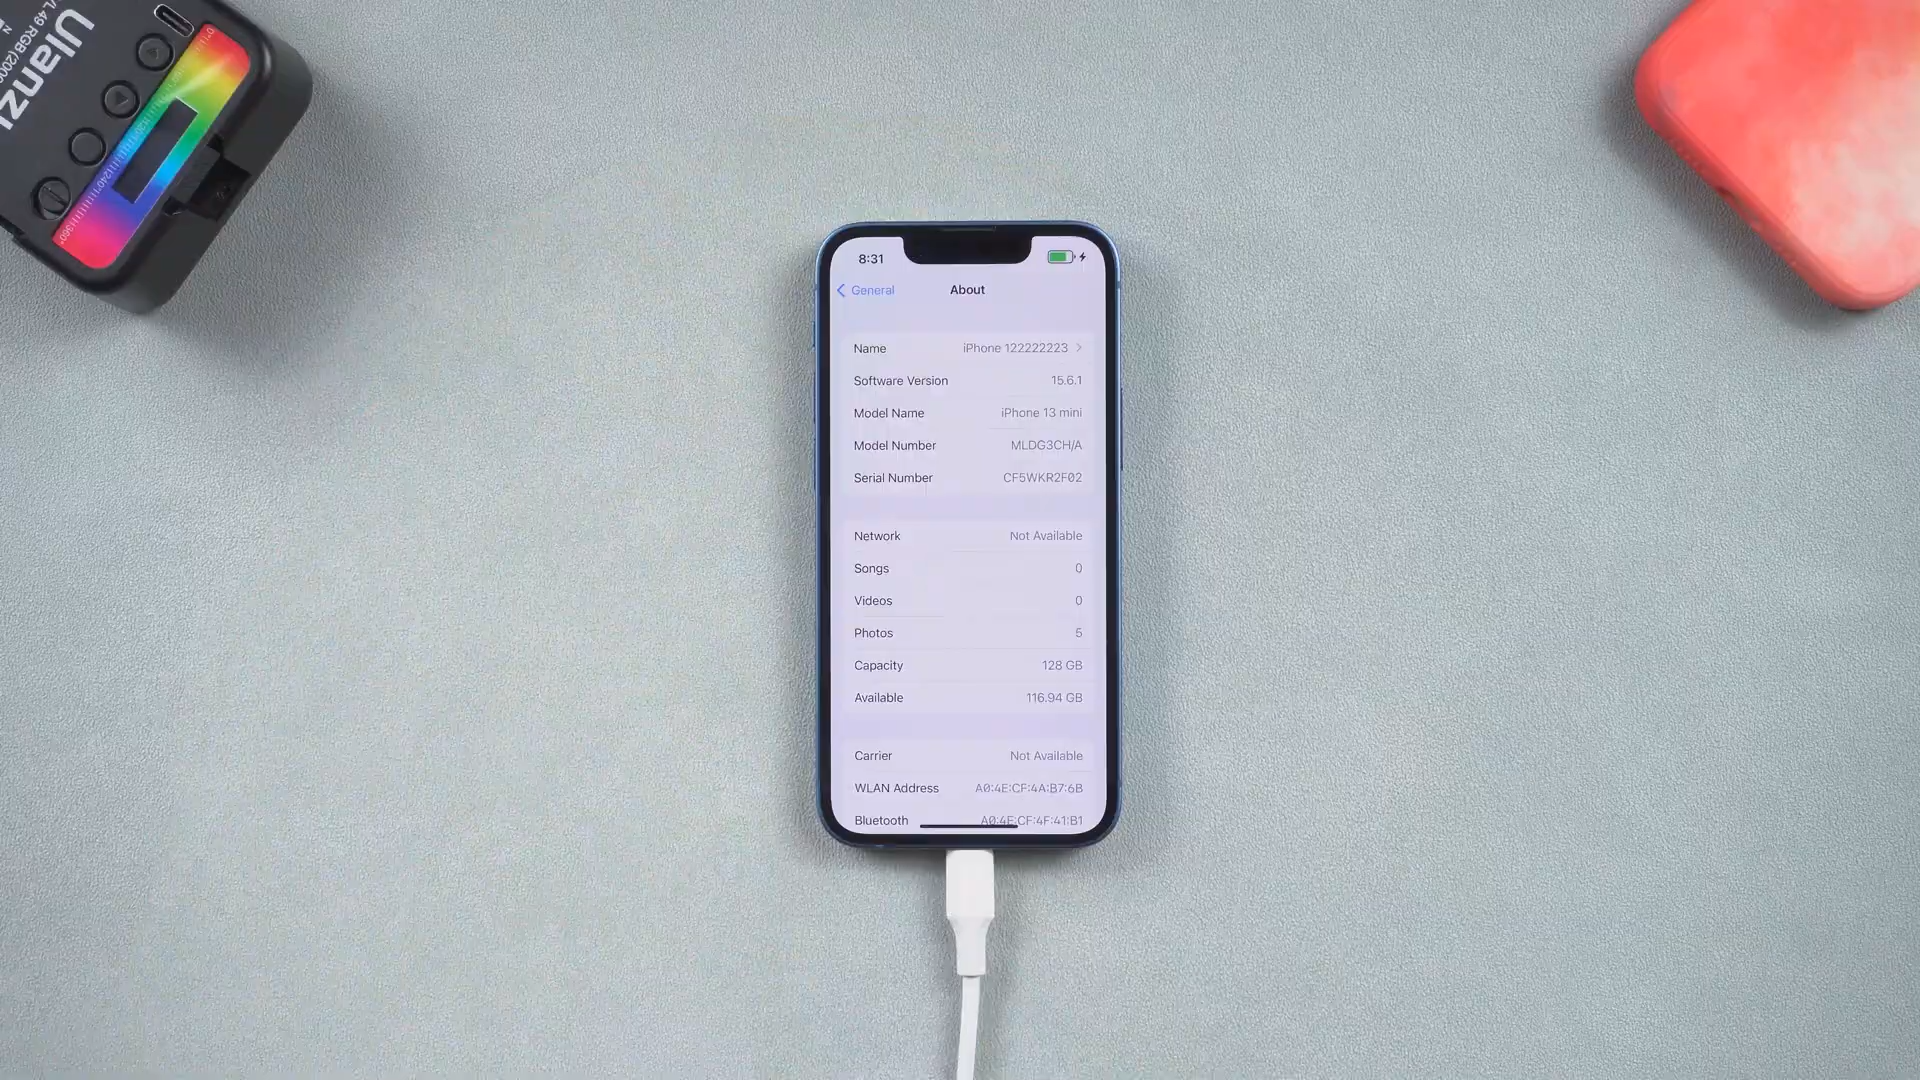 Ulanzi
VL49 RGB(2000
8:31
General
About
Name iPhone 122222223
Software Version 15.6.1
Model Name iPhone 13 mini
Model Number MLDG3CH/A
Serial Number CF5WKR2F02
Network Not Available
Songs 0
Videos 0
Photos 5
Capacity 128 GB
Available 116.94 GB
Carrier Not Available
WLAN Address A0:4E:CF:4A:B7:6B
Bluetooth A0:4E:CF:4F:41:B1